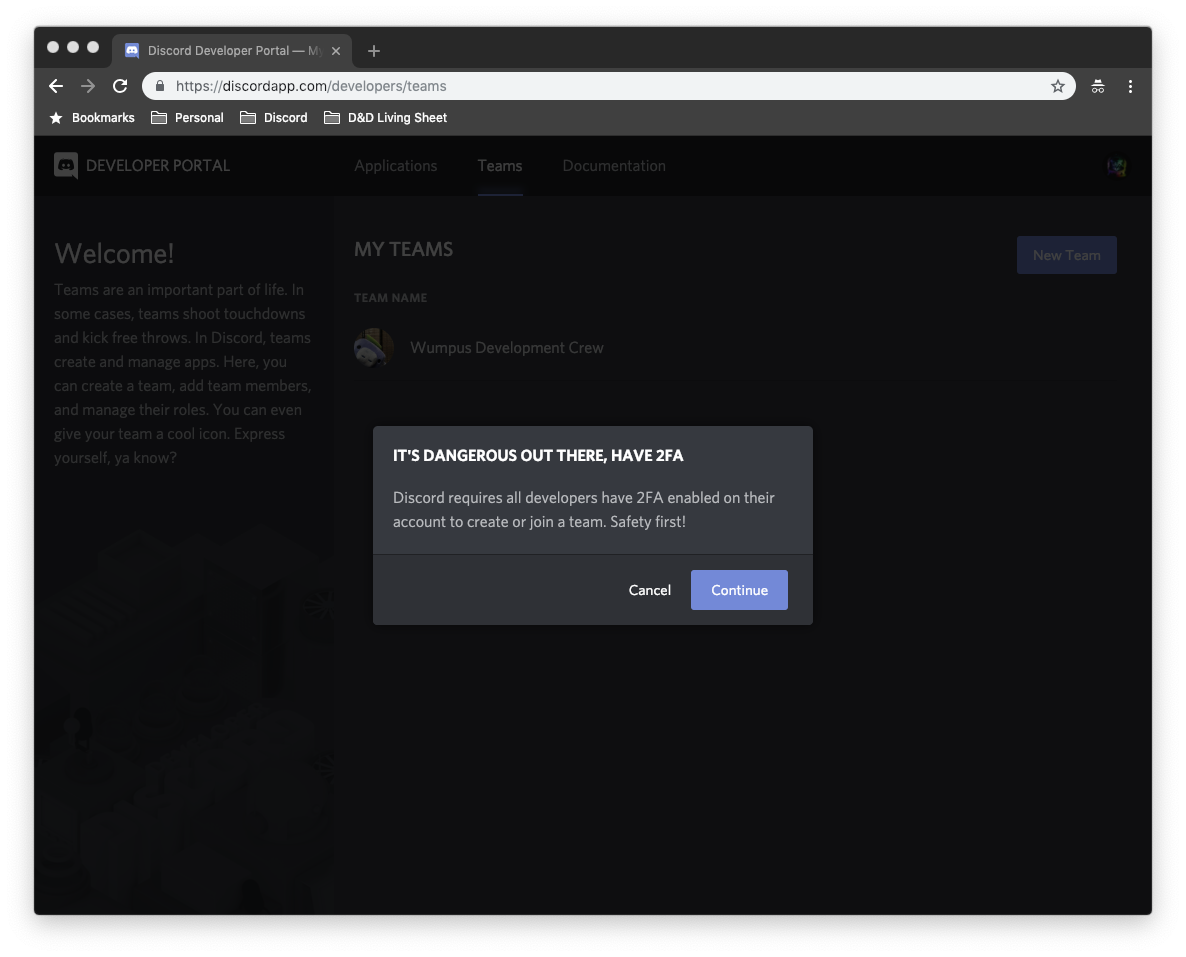 Discord Developer Portal — My
https://discordapp.com/developers/teams
Bookmarks Personal Discord D&D Living Sheet
DEVELOPER PORTAL Applications Teams Documentation
Welcome!
Teams are an important part of life. In
some cases, teams shoot touchdowns
and kick free throws. In Discord, teams
create and manage apps. Here, you
can create a team, add team members,
and manage their roles. You can even
give your team a cool icon. Express
yourself, ya know?
MY TEAMS
New Team
TEAM NAME
Wumpus Development Crew
IT'S DANGEROUS OUT THERE, HAVE 2FA
Discord requires all developers have 2FA enabled on their
account to create or join a team. Safety first!
Cancel Continue